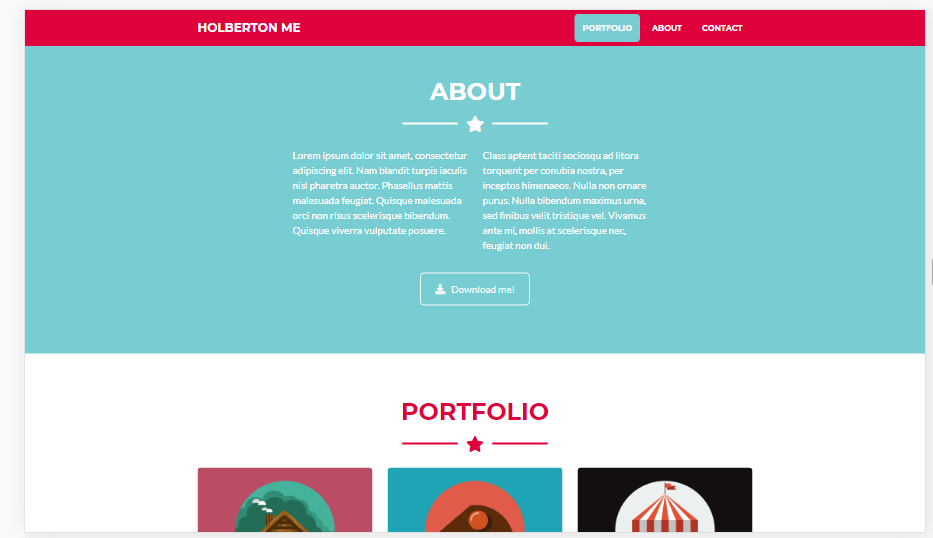 HOLBERTON ME
PORTFOLIO
ABOUT
CONTACT
ABOUT
Lorem ipsum dolor sit amet, consectetur
adipiscing elit. Nam blandit turpis iaculis
nisl pharetra auctor. Phasellus mattis
malesuada feugiat. Quisque malesuada
orci non risus scelerisque bibendum.
Quisque viverra vulputate posuere.
Class aptent taciti sociosqu ad litora
torquent per conubia nostra, per
inceptos himenaeos. Nulla non ornare
purus. Nulla bibendum maximus urna,
sed finibus velit tristique vel. Vivamus
ante mi, mollis at scelerisque nec,
feugiat non dui.
Download me!
PORTFOLIO